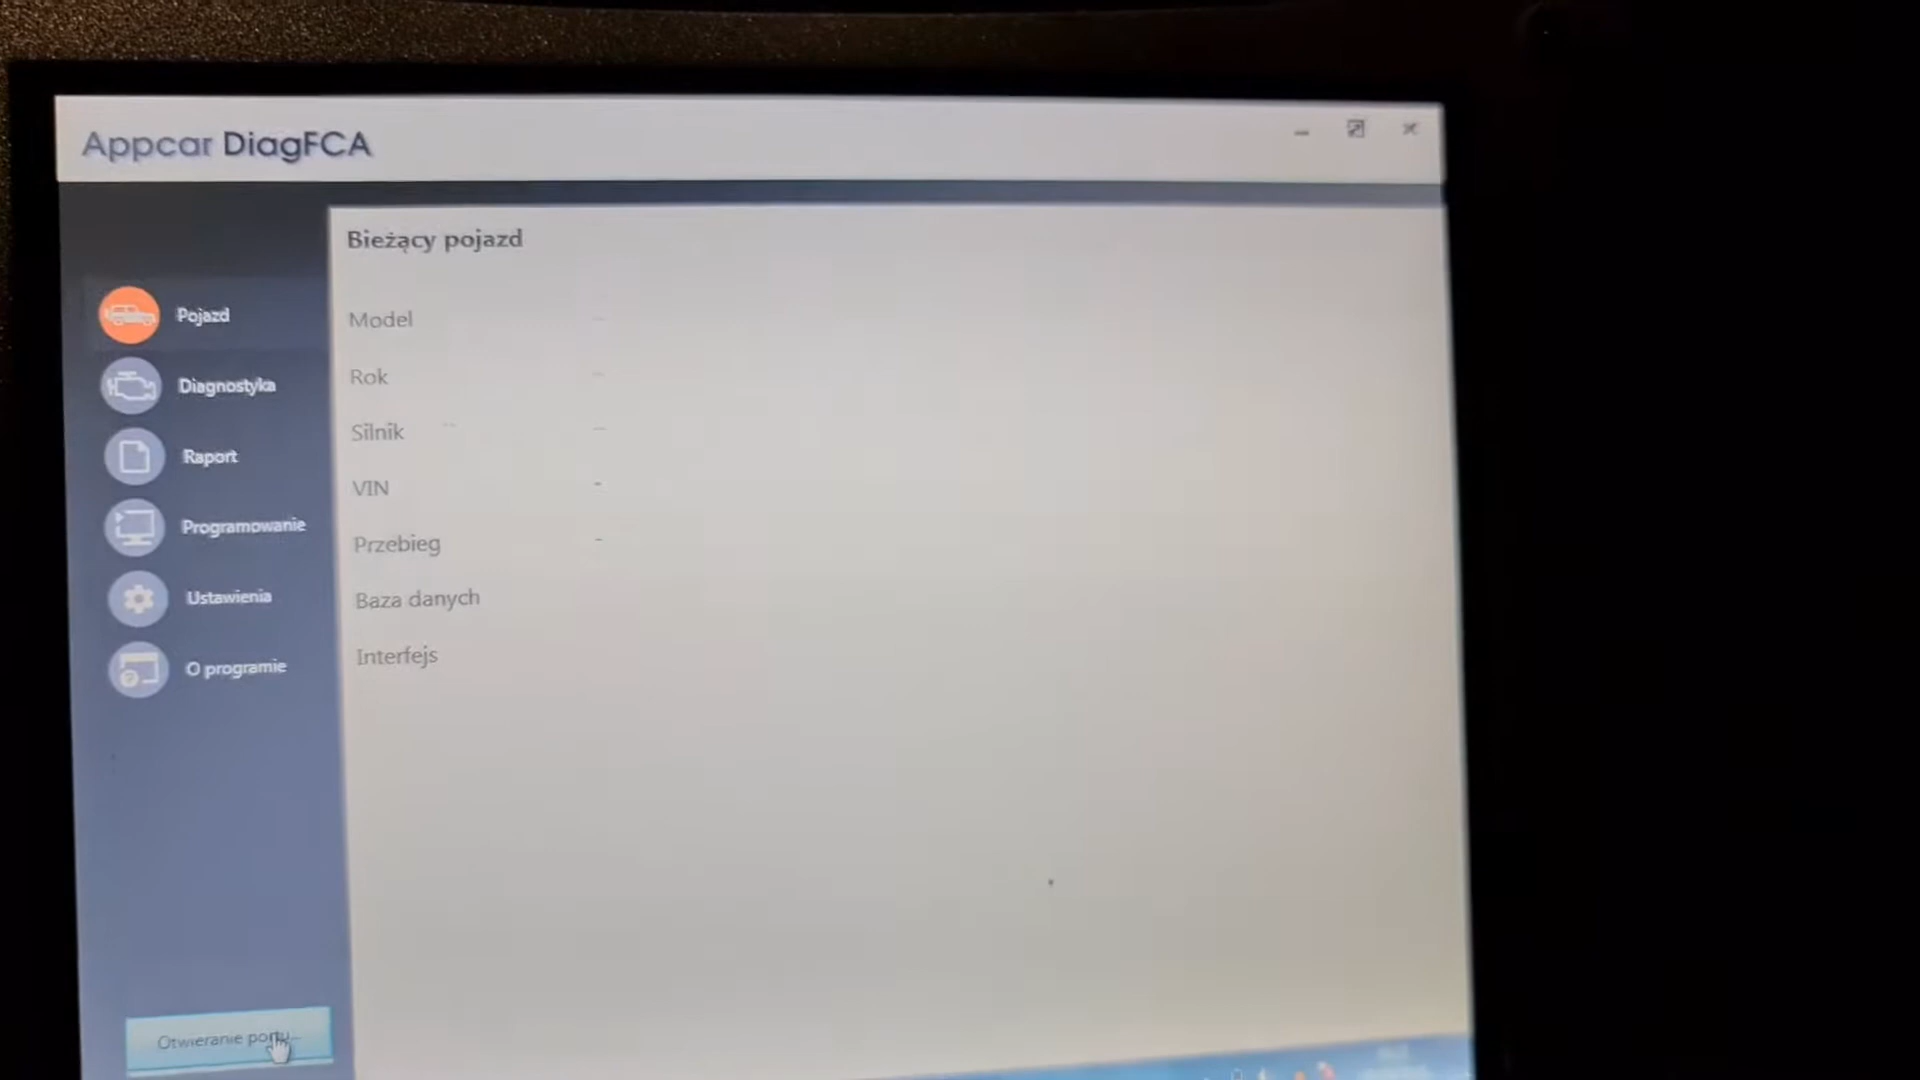 Appcar DiagFCA
Bieżący pojazd
Pojazd
Diagnostyka
Raport
Programowanie
Ustawienia
O programie
Model -
Rok -
Silnik -
VIN -
Przebieg -
Baza danych
Interfejs
Otwieranie portu...